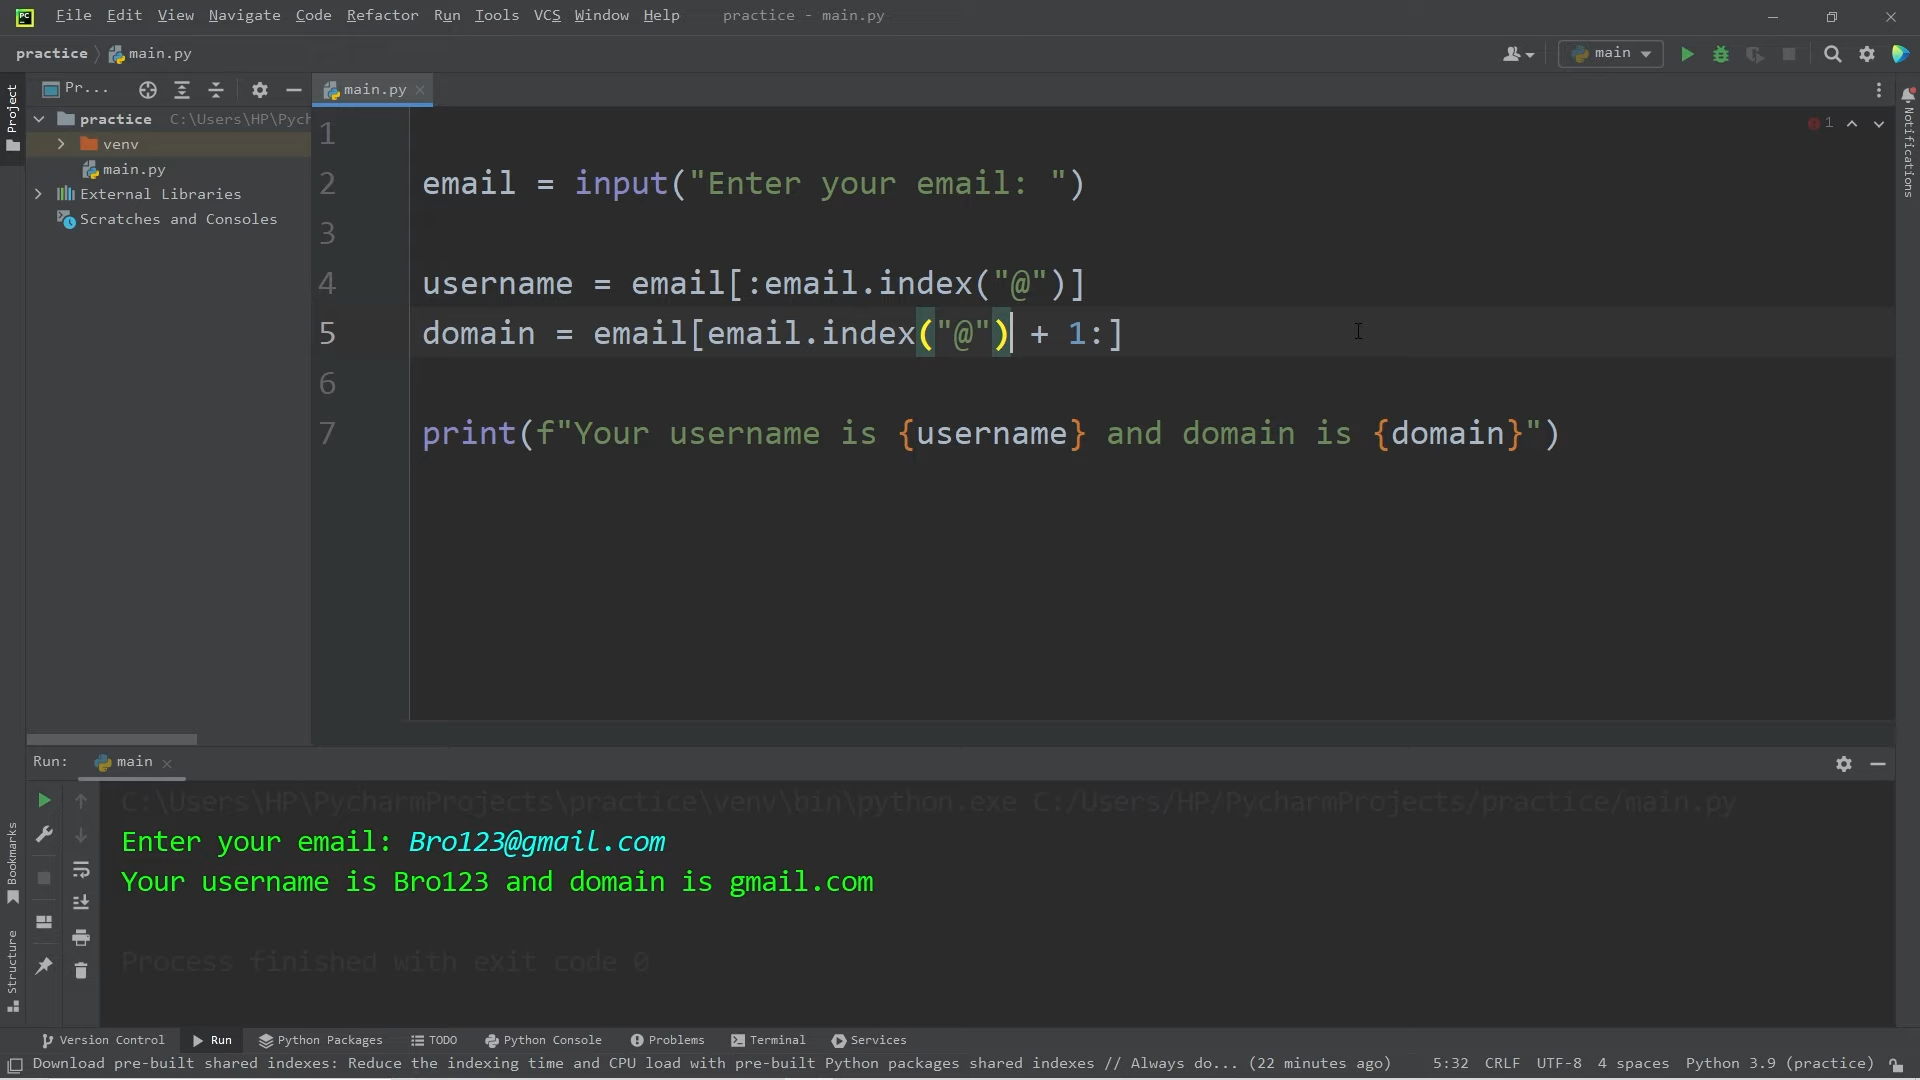 File Edit View Navigate Code Refactor Run Tools VCS Window Help practice - main.py
practice main.py
main
Project
Pr...
main.py
practice C:\Users\HP\Pych
venv
main.py
External Libraries
Scratches and Consoles
1
2 email = input("Enter your email: ")
3
4 username = email[:email.index("@")]
5 domain = email[email.index("@") + 1:]
6
7 print(f"Your username is {username} and domain is {domain}")
1
Notifications
Run: main
C:\Users\HP\PycharmProjects\practice\venv\bin\python.exe C:/Users/HP/PycharmProjects/practice/main.py
Enter your email: Bro123@gmail.com
Your username is Bro123 and domain is gmail.com
Process finished with exit code 0
Bookmarks
Structure
Version Control Run Python Packages TODO Python Console Problems Terminal Services
Download pre-built shared indexes: Reduce the indexing time and CPU load with pre-built Python packages shared indexes // Always do... (22 minutes ago) 5:32 CRLF UTF-8 4 spaces Python 3.9 (practice)